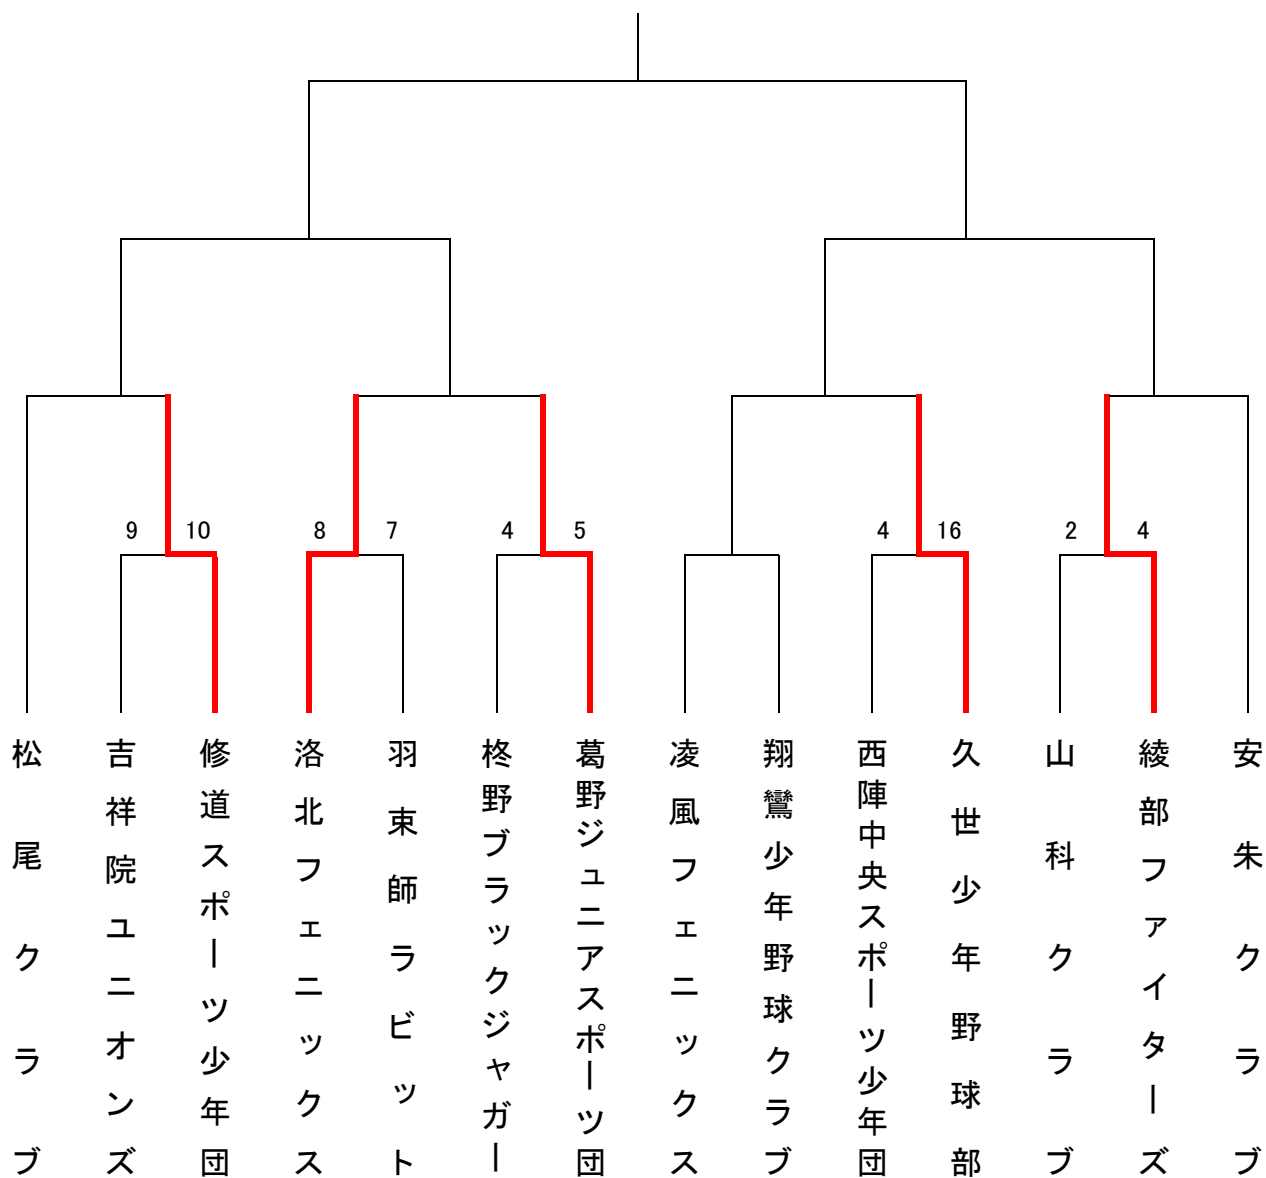 9 10 8 7 4 5 4 16 2 4
松尾クラブ
吉祥院ユニオンズ
修道スポーツ少年団
洛北フェニックス
羽束師ラビット
柊野ブラックジャガー
葛野ジュニアスポーツ団
凌風フェニックス
翔鸞少年野球クラブ
西陣中央スポーツ少年団
久世少年野球部
山科クラブ
綾部ファイターズ
安朱クラブ